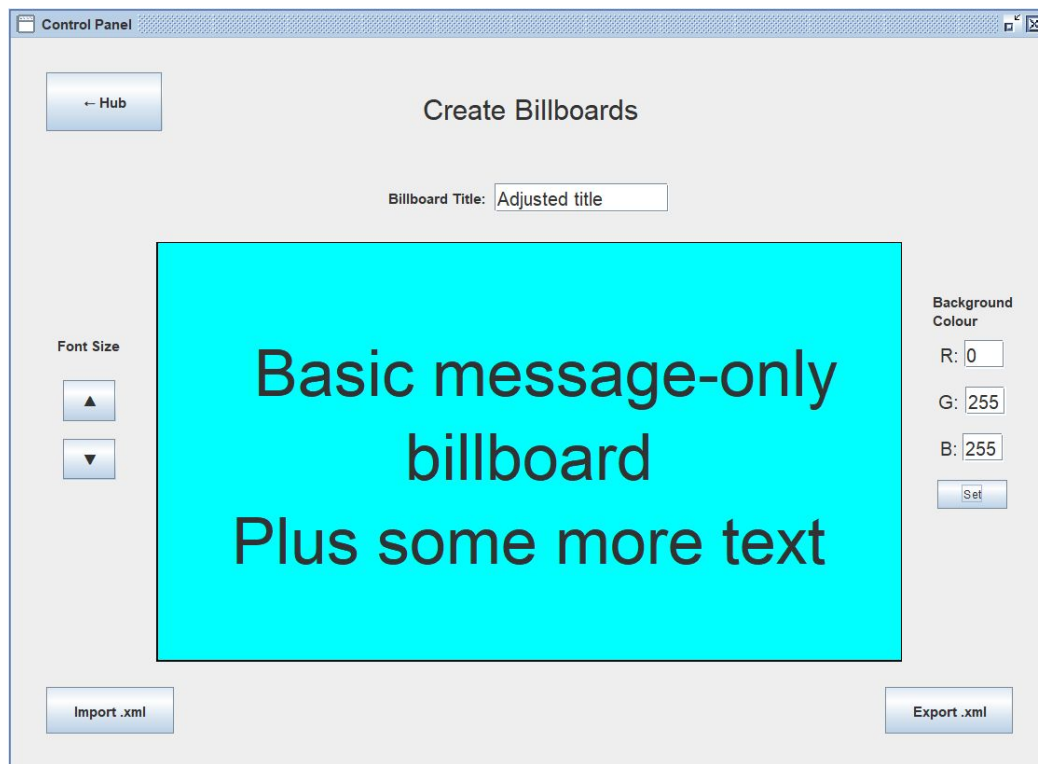 Control Panel
← Hub
Create Billboards
Billboard Title: Adjusted title
Background
Colour
Font Size
R: 0
▲
G: 255
▼
B: 255
Set
Basic message-only
billboard
Plus some more text
Import .xml
Export .xml